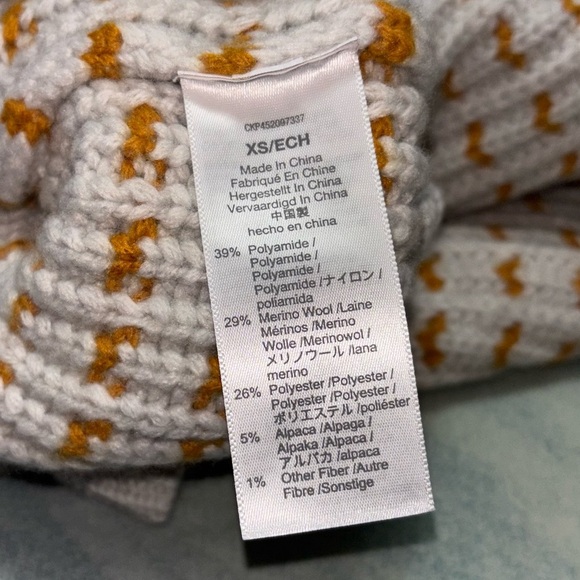 CKP452097337
XS/ECH
Made In China
Fabriqué En Chine
Hergestellt In China
Vervaardigd In China
中国製
hecho en china
39% Polyamide /
Polyamide /
Polyamide /
Polyamide /ナイロン /
poliamida
29% Merino Wool /Laine
Mérinos /Merino
Wolle /Merinowol /
メリノウール /lana
merino
26% Polyester /Polyester /
Polyester /Polyester /
ポリエステル /poliéster
5% Alpaca /Alpaga /
Alpaka /Alpaca /
アルパカ /alpaca
1% Other Fiber /Autre
Fibre /Sonstige